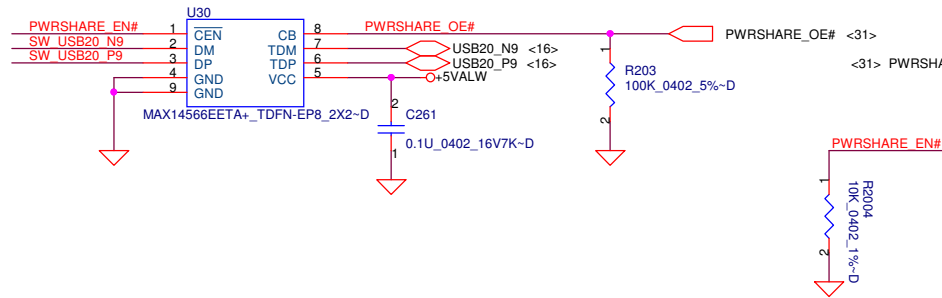 U30
PWRSHARE_EN# 1 CEN CB 8 PWRSHARE_OE# PWRSHARE_OE# <31>
SW_USB20_N9 2 DM TDM 7 USB20_N9 <16>
SW_USB20_P9 3 DP TDP 6 USB20_P9 <16>
4 GND VCC 5 +5VALW
9 GND
MAX14566EETA+_TDFN-EP8_2X2~D
2 C261
0.1U_0402_16V7K~D
1
1
R203
100K_0402_5%~D
2
<31> PWRSHA
PWRSHARE_EN#
1
R2004
10K_0402_1%~D
2